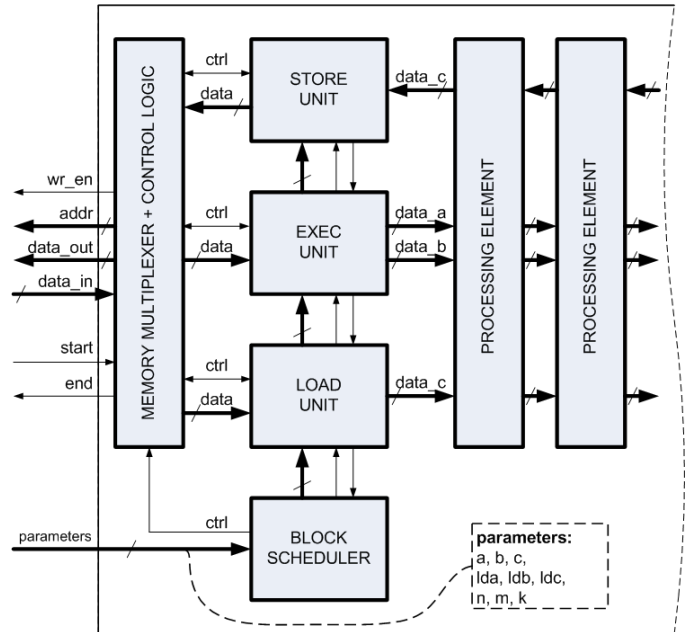 ctrl
STORE
UNIT
data_c
data
MEMORY MULTIPLEXER + CONTROL LOGIC
PROCESSING ELEMENT
PROCESSING ELEMENT
wr_en
addr
data_out
data_in
ctrl
data
EXEC
UNIT
data_a
data_b
start
end
ctrl
data
LOAD
UNIT
data_c
ctrl
parameters
BLOCK
SCHEDULER
parameters:
a, b, c,
lda, ldb, ldc,
n, m, k